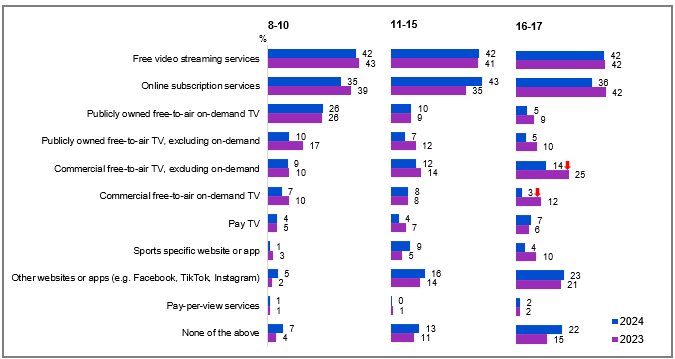 8-10 11-15 16-17
%
Free video streaming services 42 43 42 41 42 42
Online subscription services 35 39 43 35 36 42
Publicly owned free-to-air on-demand TV 26 26 10 9 5 9
Publicly owned free-to-air TV, excluding on-demand 10 17 7 12 5 10
Commercial free-to-air TV, excluding on-demand 9 10 12 14 14 25
Commercial free-to-air on-demand TV 7 10 8 8 3 12
Pay TV 4 5 4 7 7 6
Sports specific website or app 1 3 9 5 4 10
Other websites or apps (e.g. Facebook, TikTok, Instagram) 5 2 16 14 23 21
Pay-per-view services 1 1 0 1 2 2
None of the above 7 4 13 11 22 15
2024
2023